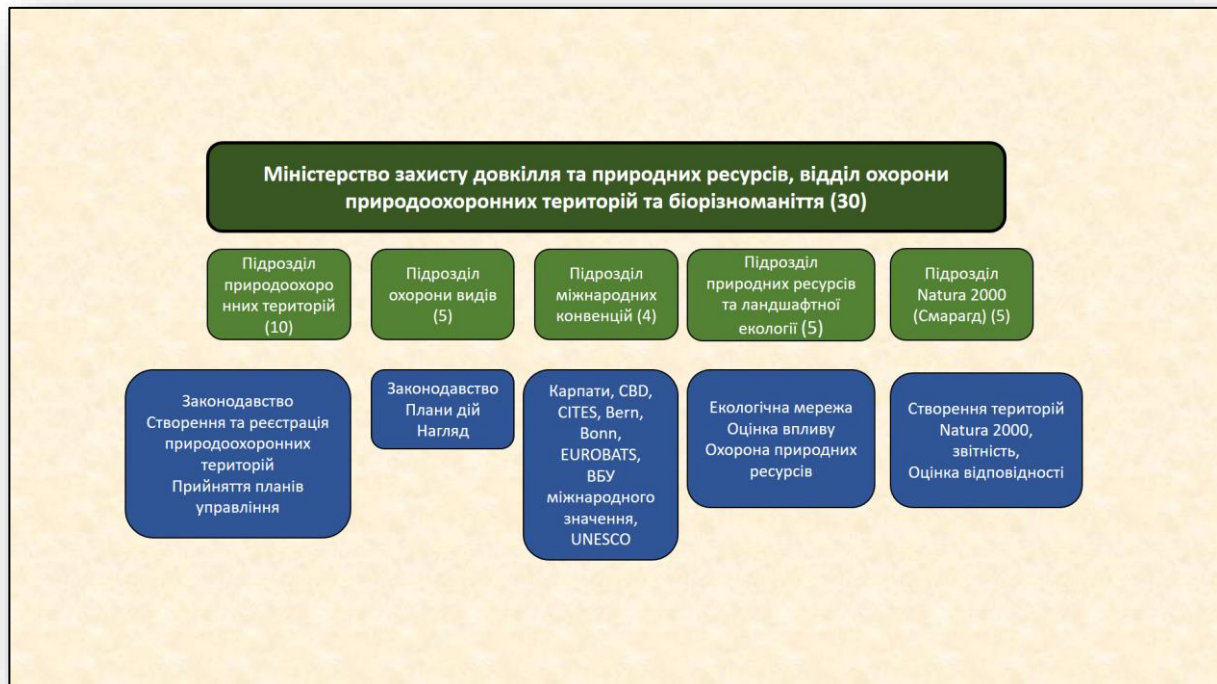 Міністерство захисту довкілля та природних ресурсів, відділ охорони
природоохоронних територій та біорізноманіття (30)
Підрозділ
природоохоро
нних територій
(10)
Підрозділ
охорони видів
(5)
Підрозділ
міжнародних
конвенцій (4)
Підрозділ
природних ресурсів
та ландшафтної
екології (5)
Підрозділ
Natura 2000
(Смарагд) (5)
Законодавство
Створення та реєстрація
природоохоронних
територій
Прийняття планів
управління
Законодавство
Плани дій
Нагляд
Карпати, CBD,
CITES, Bern,
Bonn,
EUROBATS,
ВБУ
міжнародного
значення,
UNESCO
Екологічна мережа
Оцінка впливу
Охорона природних
ресурсів
Створення територій
Natura 2000,
звітність,
Оцінка відповідності